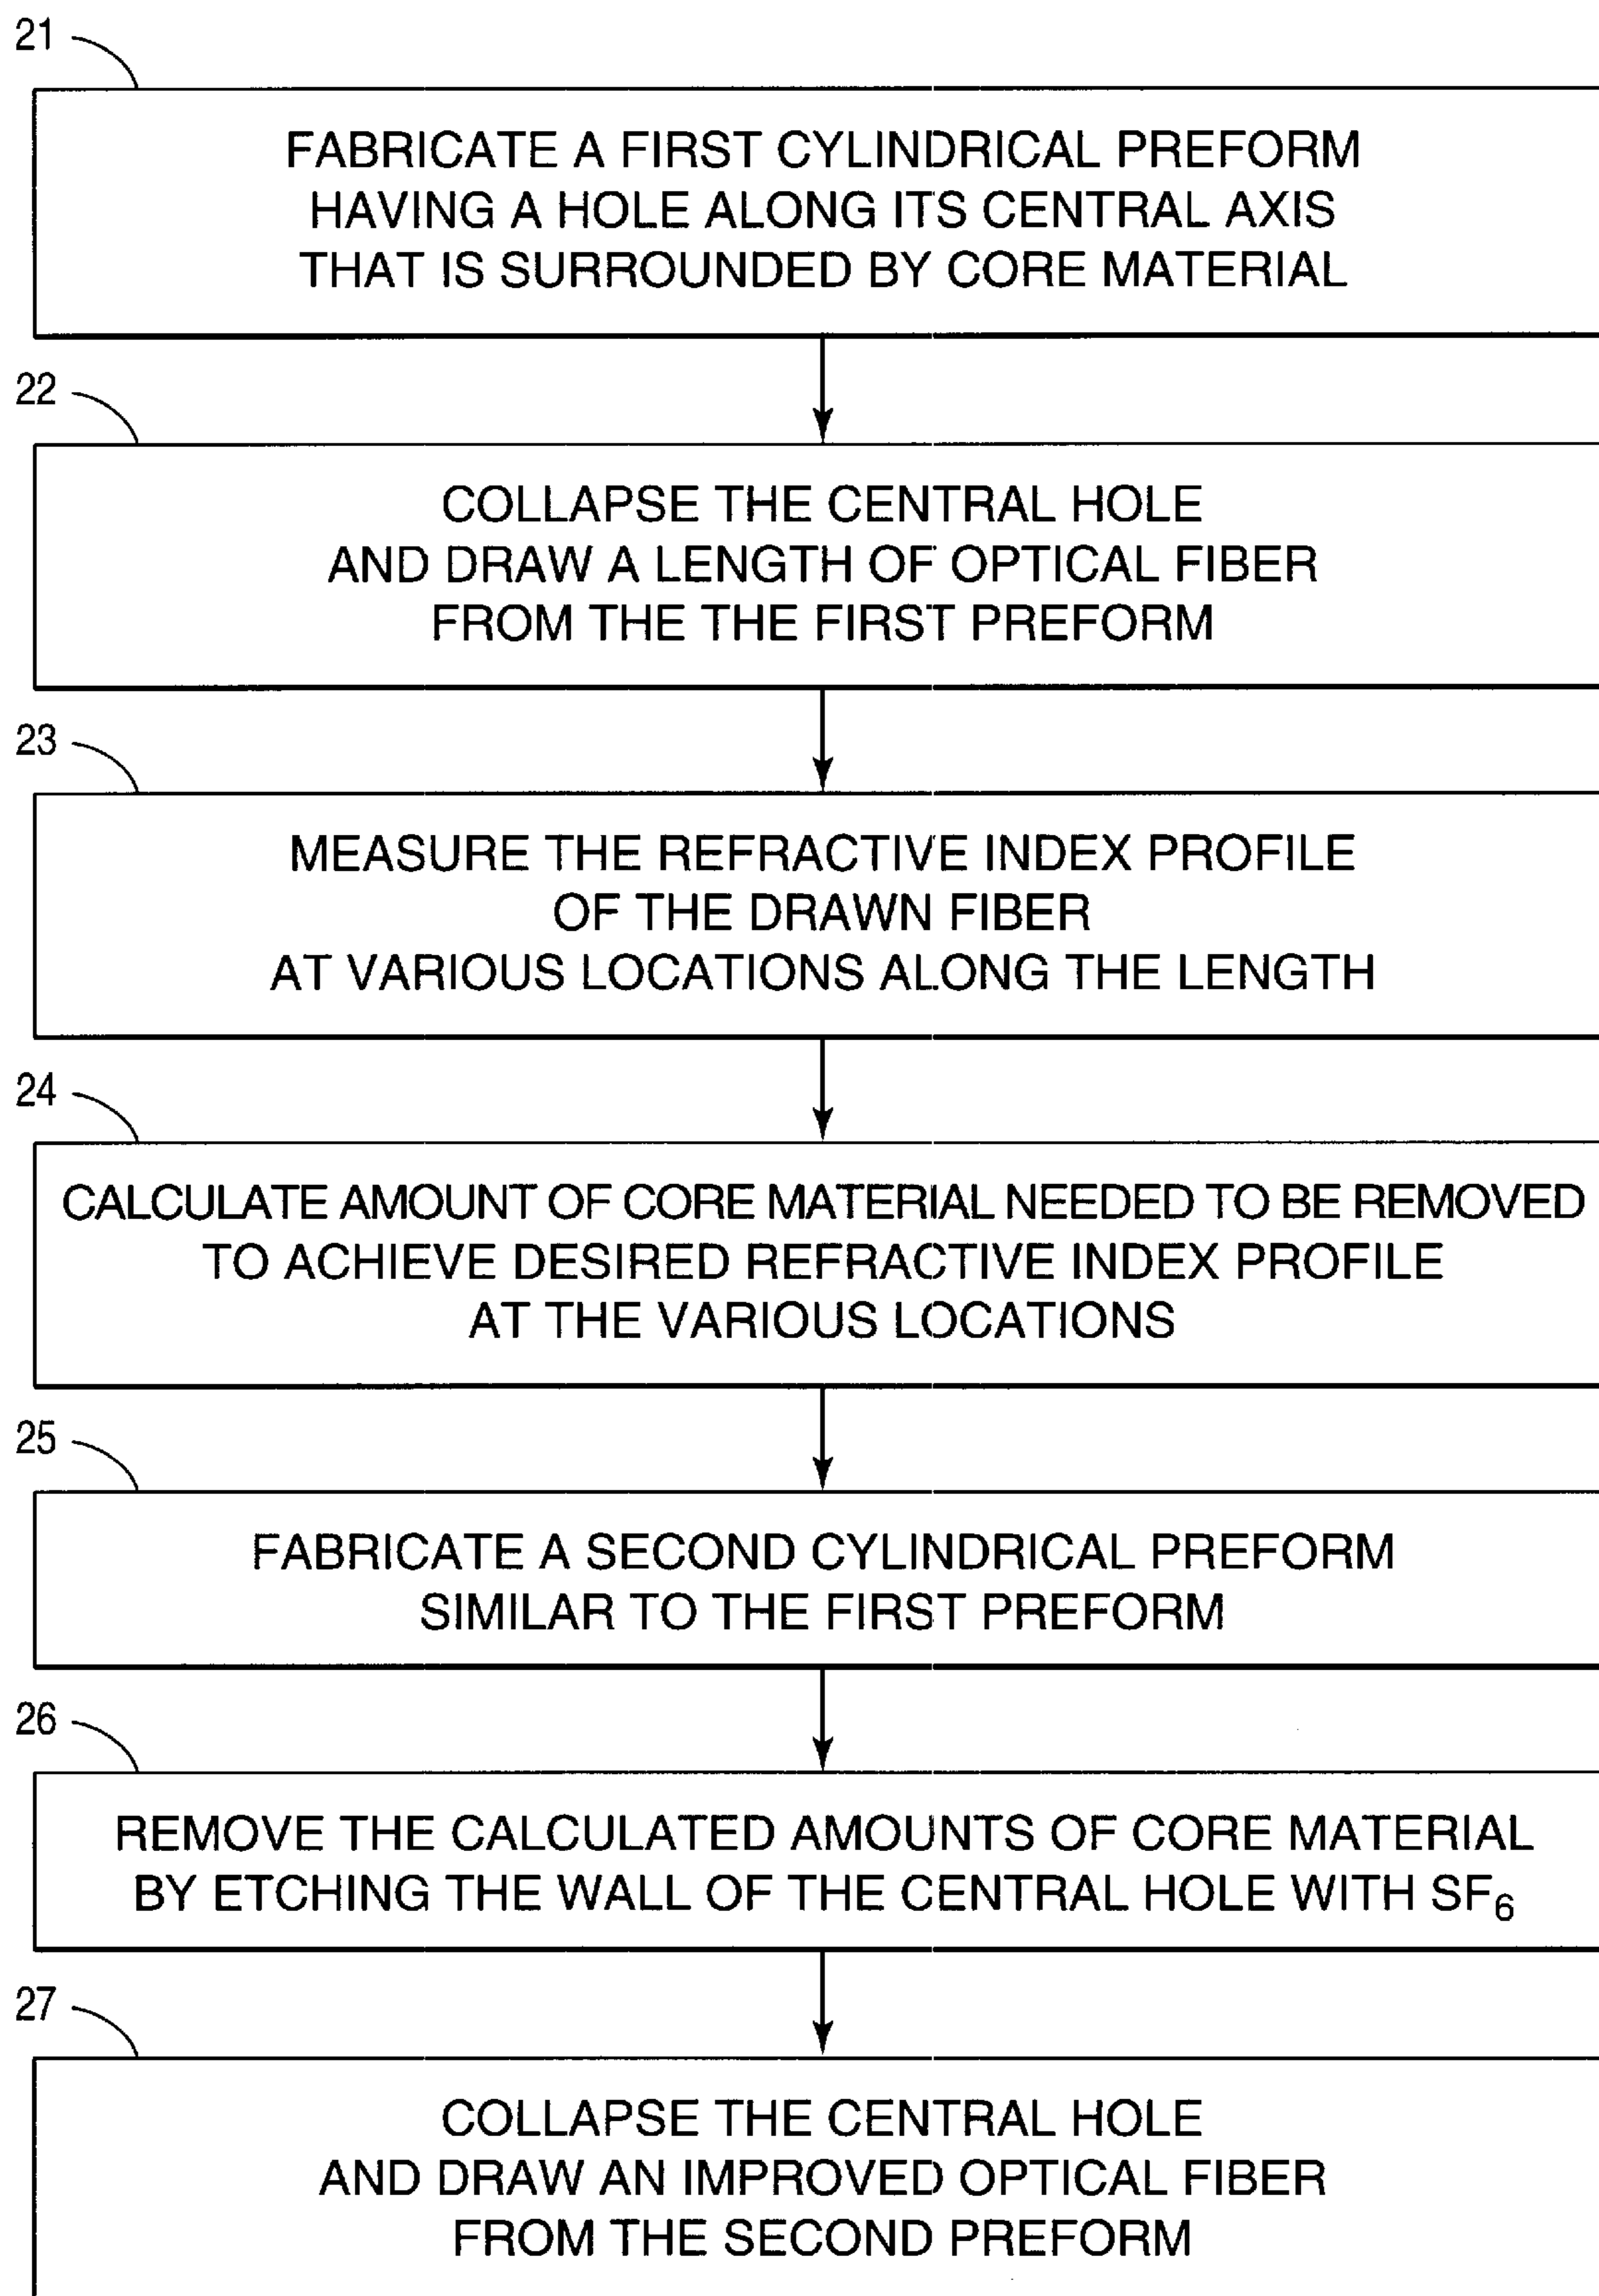 21
FABRICATE A FIRST CYLINDRICAL PREFORM
HAVING A HOLE ALONG ITS CENTRAL AXIS
THAT IS SURROUNDED BY CORE MATERIAL
22
COLLAPSE THE CENTRAL HOLE
AND DRAW A LENGTH OF OPTICAL FIBER
FROM THE THE FIRST PREFORM
23
MEASURE THE REFRACTIVE INDEX PROFILE
OF THE DRAWN FIBER
AT VARIOUS LOCATIONS ALONG THE LENGTH
24
CALCULATE AMOUNT OF CORE MATERIAL NEEDED TO BE REMOVED
TO ACHIEVE DESIRED REFRACTIVE INDEX PROFILE
AT THE VARIOUS LOCATIONS
25
FABRICATE A SECOND CYLINDRICAL PREFORM
SIMILAR TO THE FIRST PREFORM
26
REMOVE THE CALCULATED AMOUNTS OF CORE MATERIAL
BY ETCHING THE WALL OF THE CENTRAL HOLE WITH SF₆
27
COLLAPSE THE CENTRAL HOLE
AND DRAW AN IMPROVED OPTICAL FIBER
FROM THE SECOND PREFORM